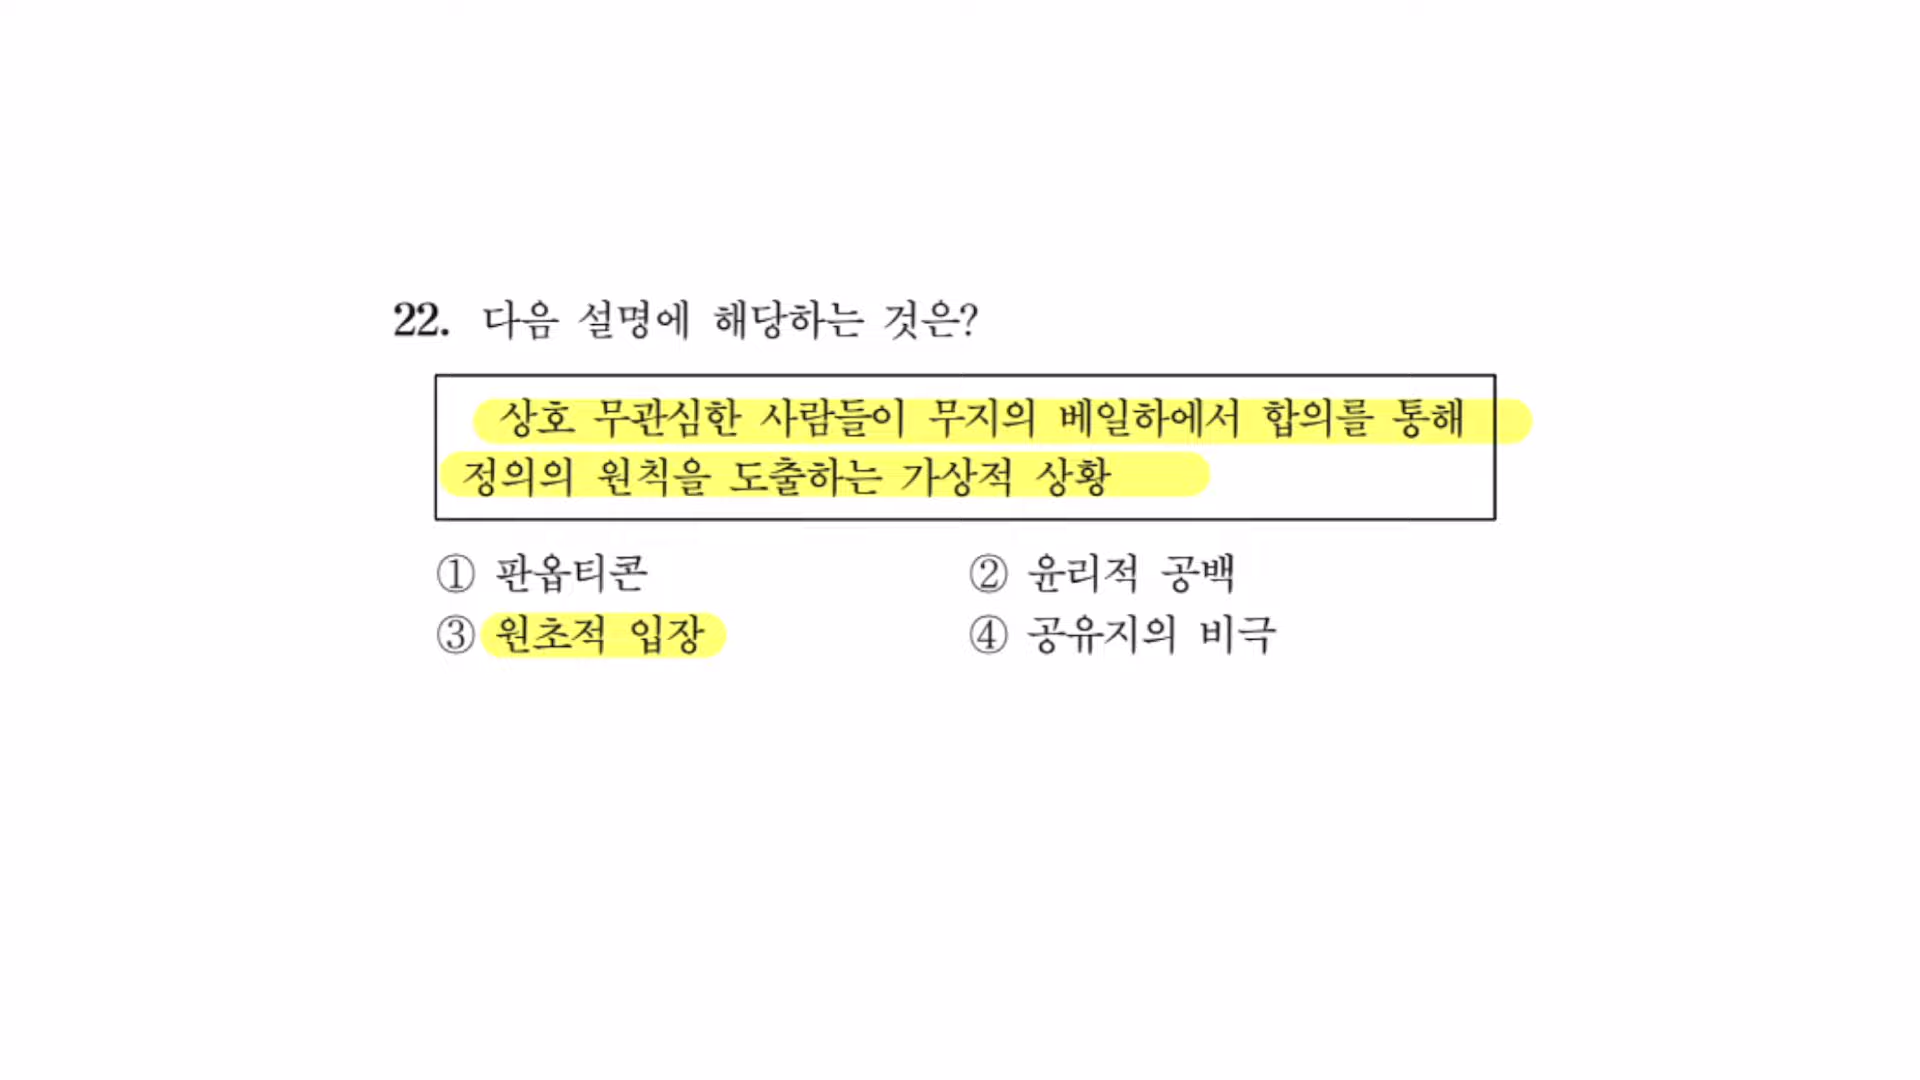 22. 다음 설명에 해당하는 것은?
상호 무관심한 사람들이 무지의 베일하에서 합의를 통해
정의의 원칙을 도출하는 가상적 상황
① 판옵티콘 ② 윤리적 공백
③ 원초적 입장 ④ 공유지의 비극